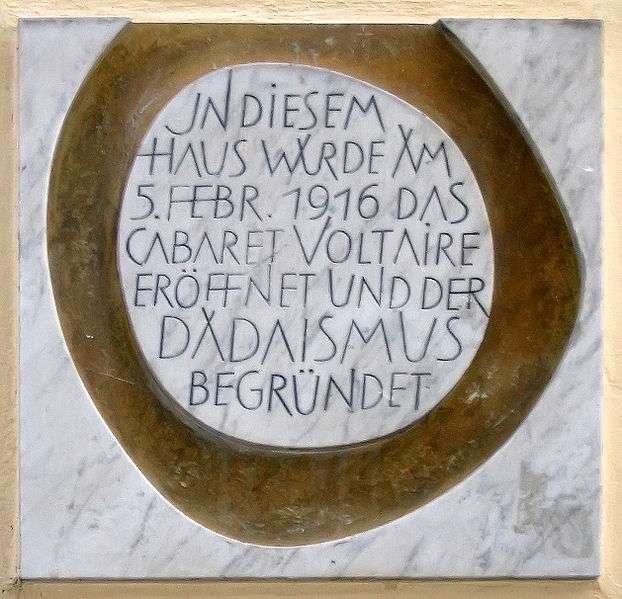 IN DIESEM
HAUS WURDE AM
5. FEBR. 1916 DAS
CABARET VOLTAIRE
ERÖFFNET UND DER
DADAISMUS
BEGRÜNDET